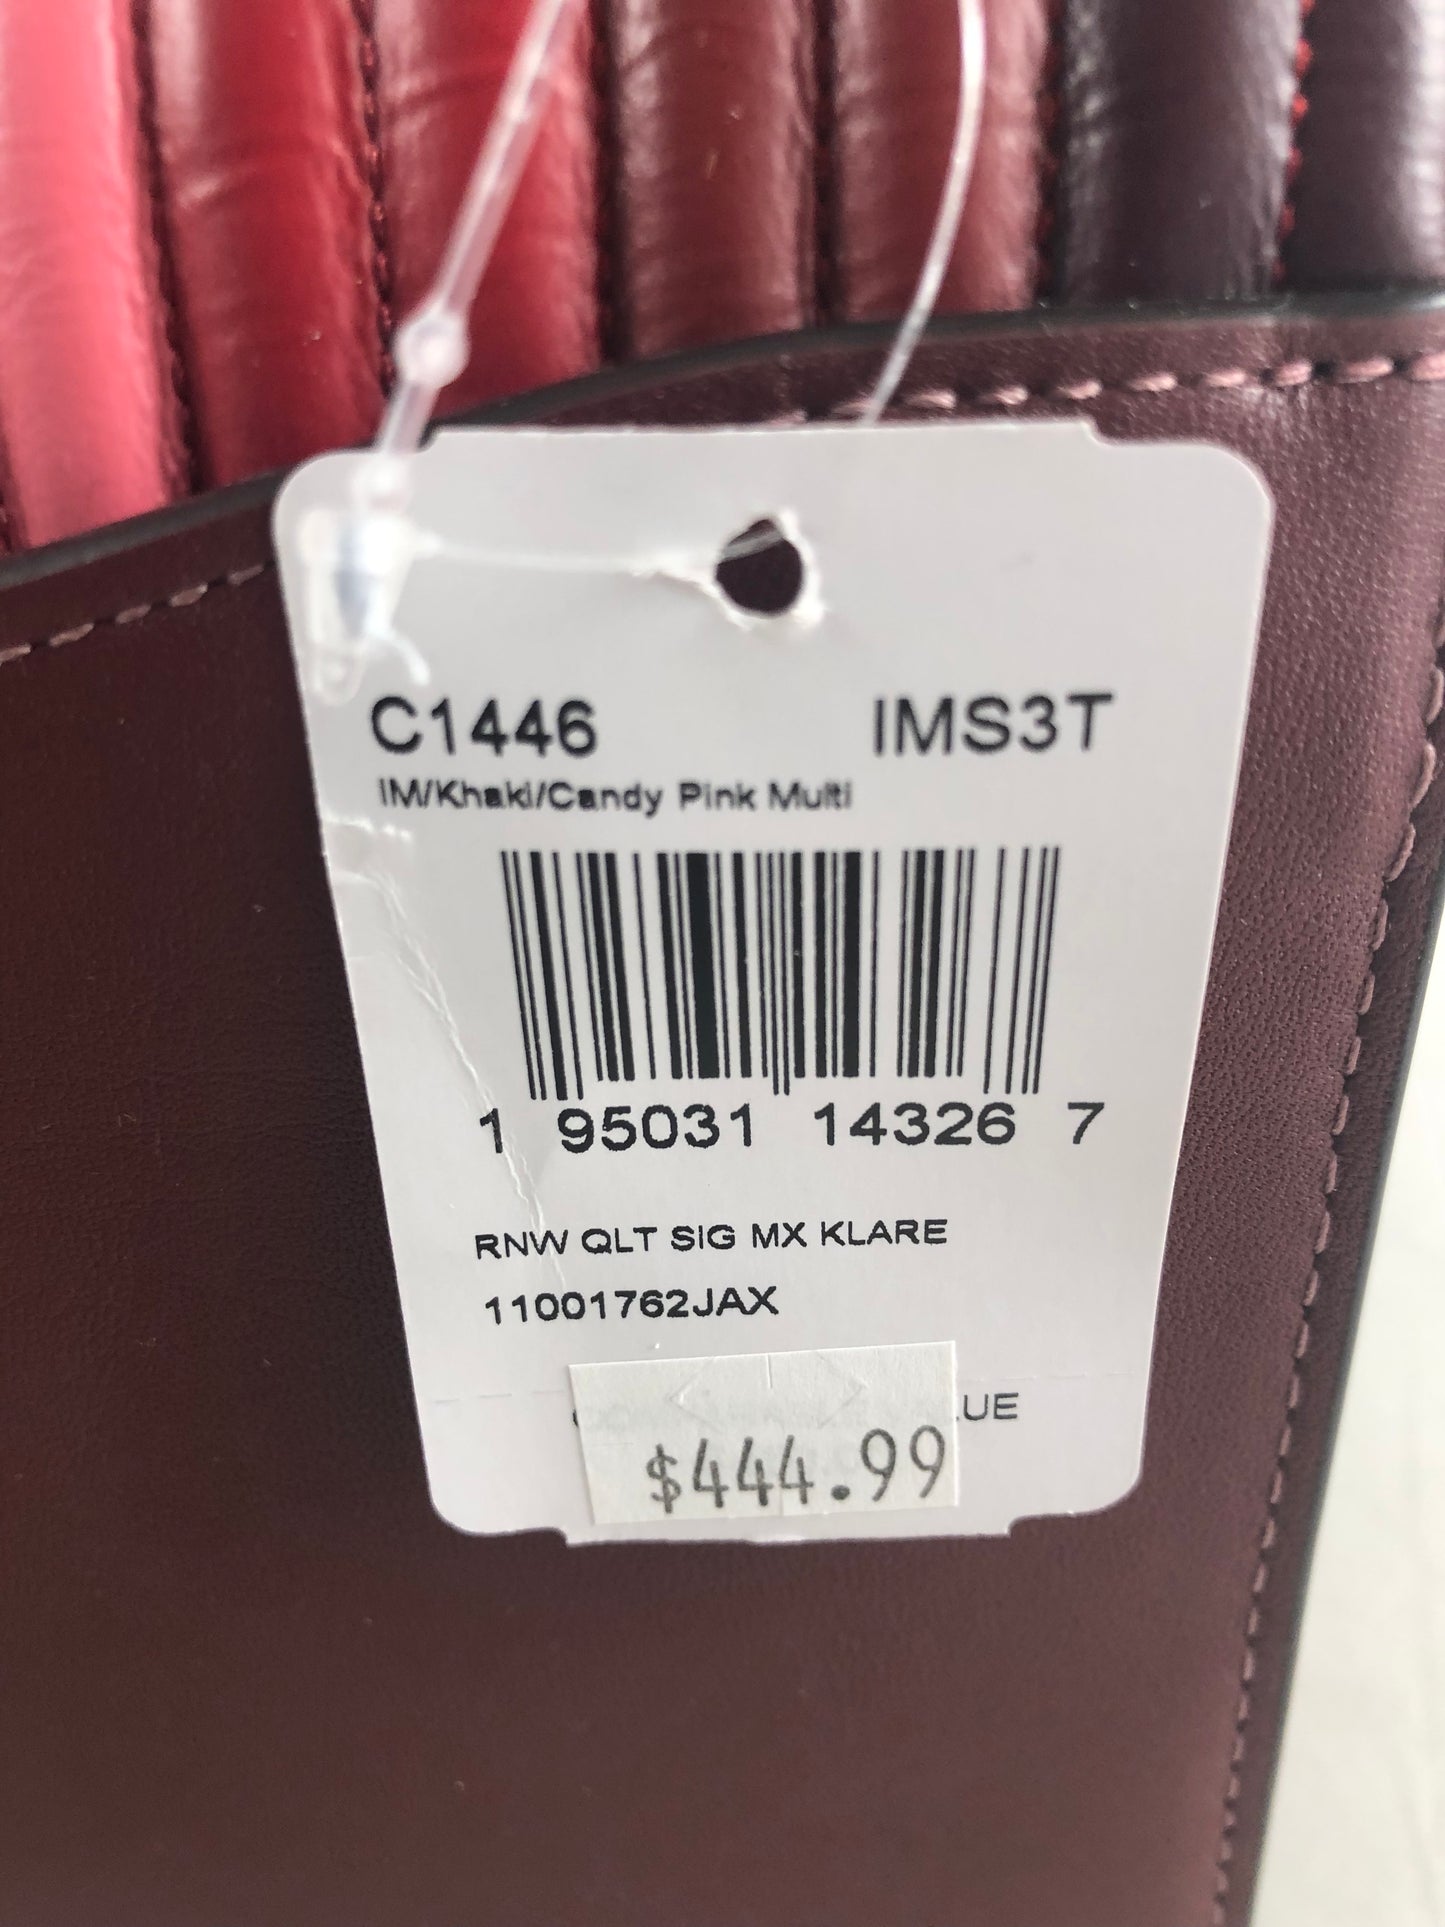 C1446 IMS3T
IM/Khaki/Candy Pink Multi
1 95031 14326 7
RNW QLT SIG MX KLARE
11001762JAX
$444.99